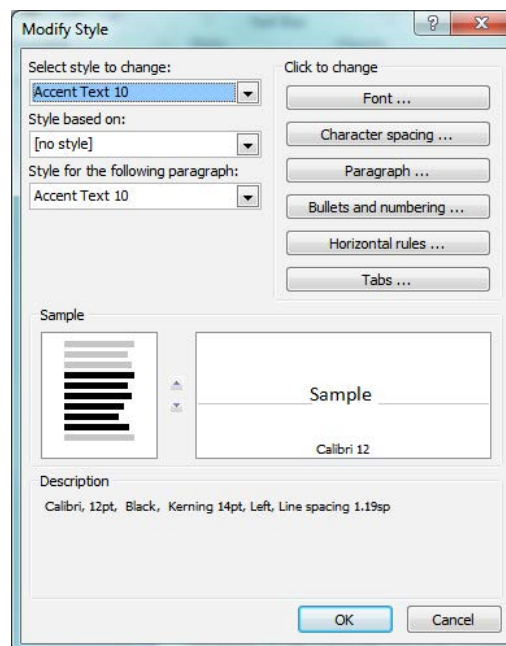 Modify Style
Select style to change:
Accent Text 10
Style based on:
[no style]
Style for the following paragraph:
Accent Text 10
Click to change
Font ...
Character spacing ...
Paragraph ...
Bullets and numbering ...
Horizontal rules ...
Tabs ...
Sample
Sample
Calibri 12
Description
Calibri, 12pt, Black, Kerning 14pt, Left, Line spacing 1.19sp
OK
Cancel